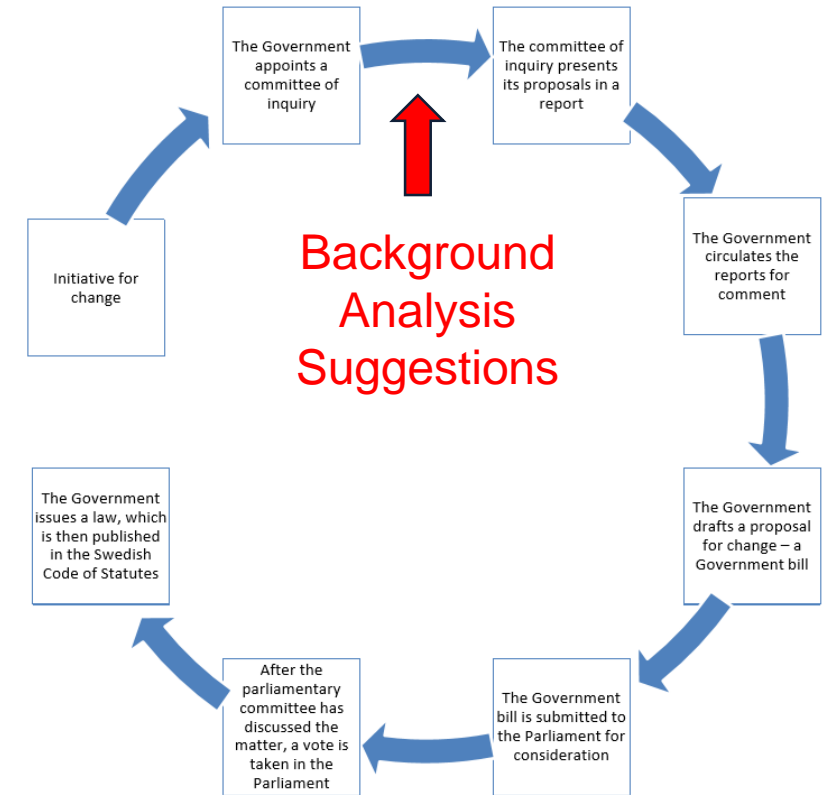 The Government
appoints a
committee of
inquiry
The committee of
inquiry presents
its proposals in a
report
The Government
circulates the
reports for
comment
The Government
drafts a proposal
for change – a
Government bill
The Government
bill is submitted to
the Parliament for
consideration
After the
parliamentary
committee has
discussed the
matter, a vote is
taken in the
Parliament
The Government
issues a law, which
is then published
in the Swedish
Code of Statutes
Initiative for
change
Background
Analysis
Suggestions